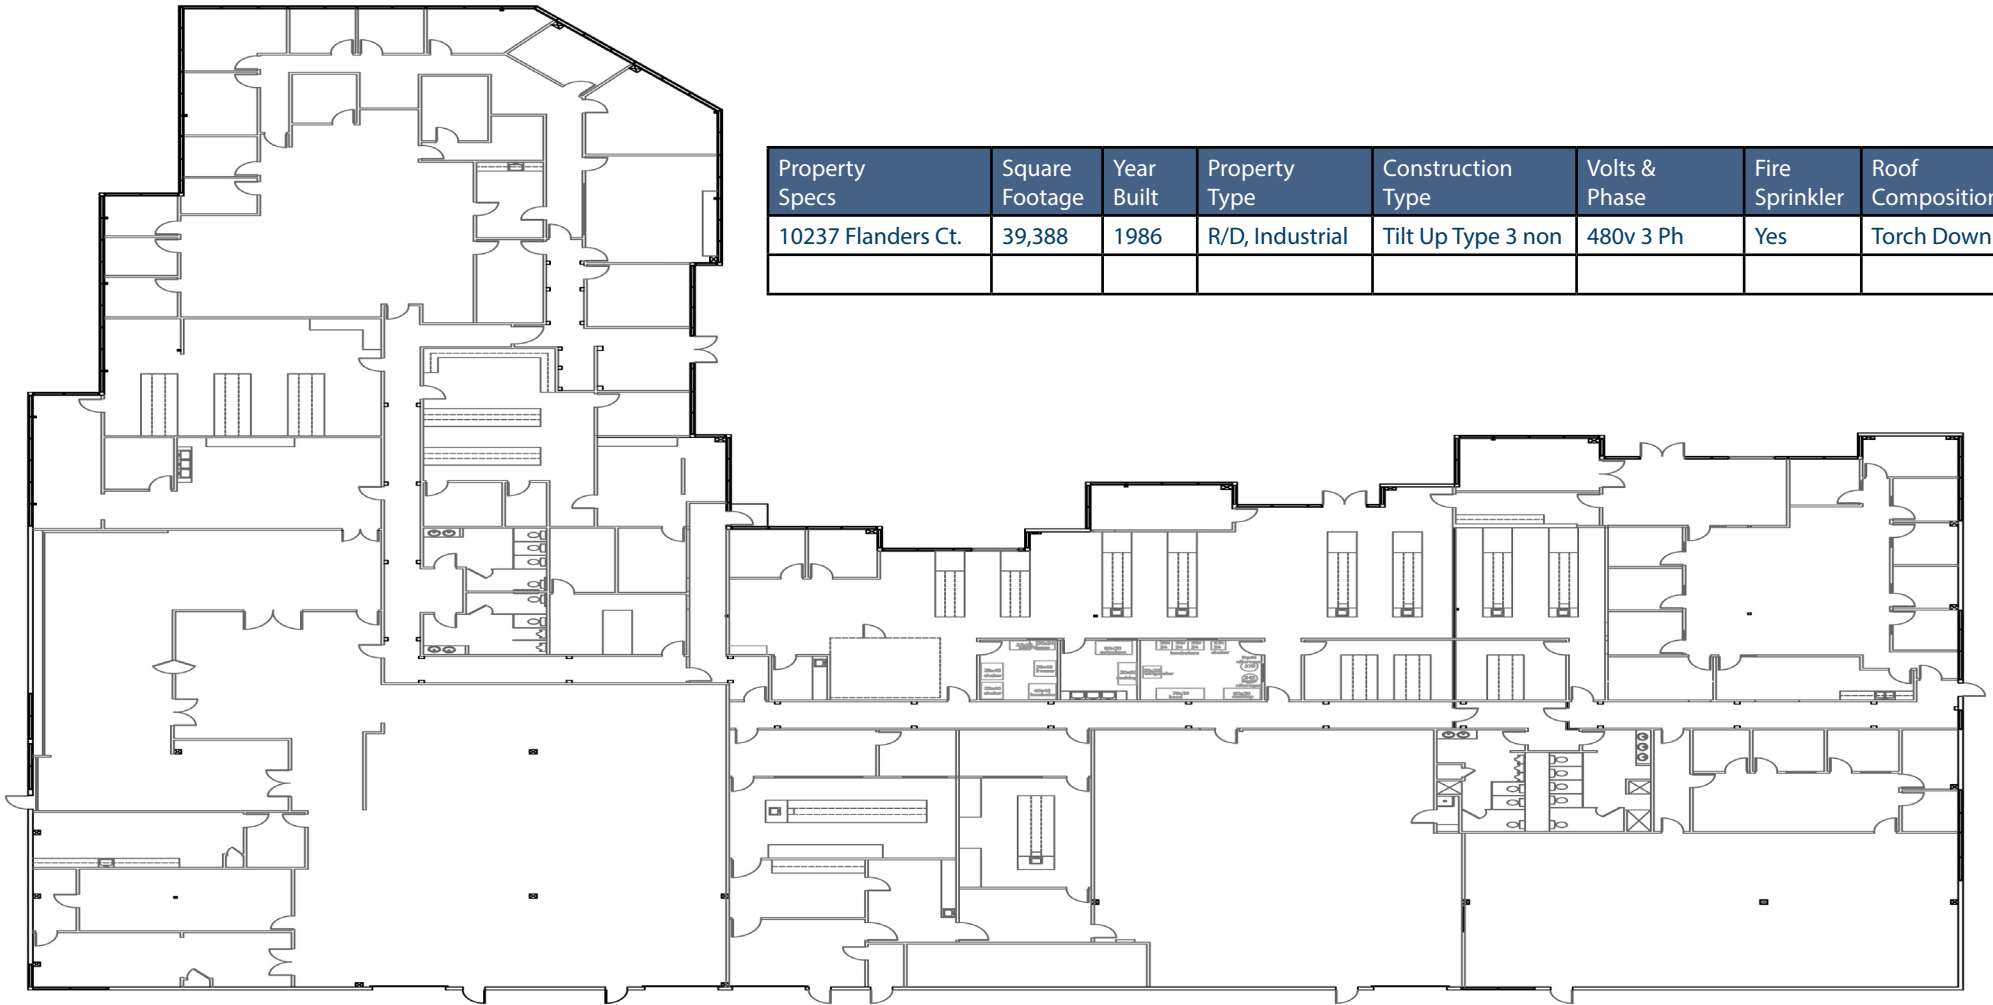 Property Specs
Square Footage
Year Built
Property Type
Construction Type
Volts & Phase
Fire Sprinkler
Roof Composition
10237 Flanders Ct.
39,388
1986
R/D, Industrial
Tilt Up Type 3 non
480v 3 Ph
Yes
Torch Down